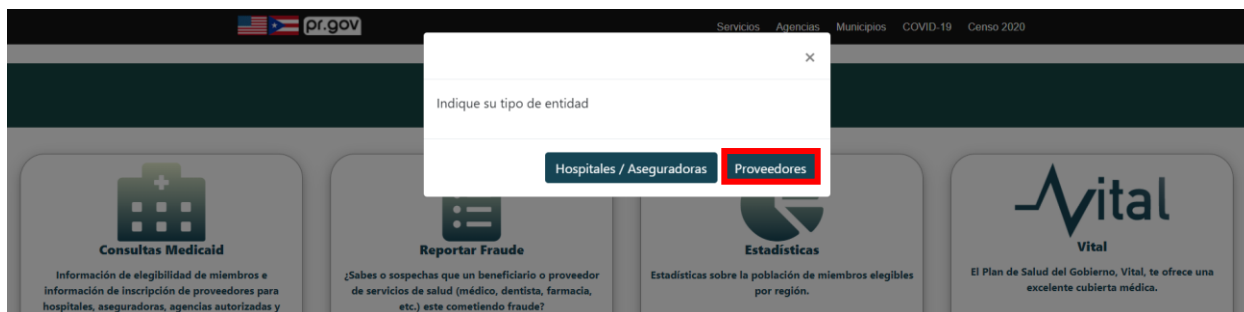 pr.gov
Servicios Agencias Municipios COVID-19 Censo 2020
×
Indique su tipo de entidad
Hospitales / Aseguradoras Proveedores
Consultas Medicaid
Información de elegibilidad de miembros e
información de inscripción de proveedores para
hospitales, aseguradoras, agencias autorizadas y
Reportar Fraude
¿Sabes o sospechas que un beneficiario o proveedor
de servicios de salud (médico, dentista, farmacia,
etc.) este cometiendo fraude?
Estadísticas
Estadísticas sobre la población de miembros elegibles
por región.
Vital
Vital
El Plan de Salud del Gobierno, Vital, te ofrece una
excelente cubierta médica.